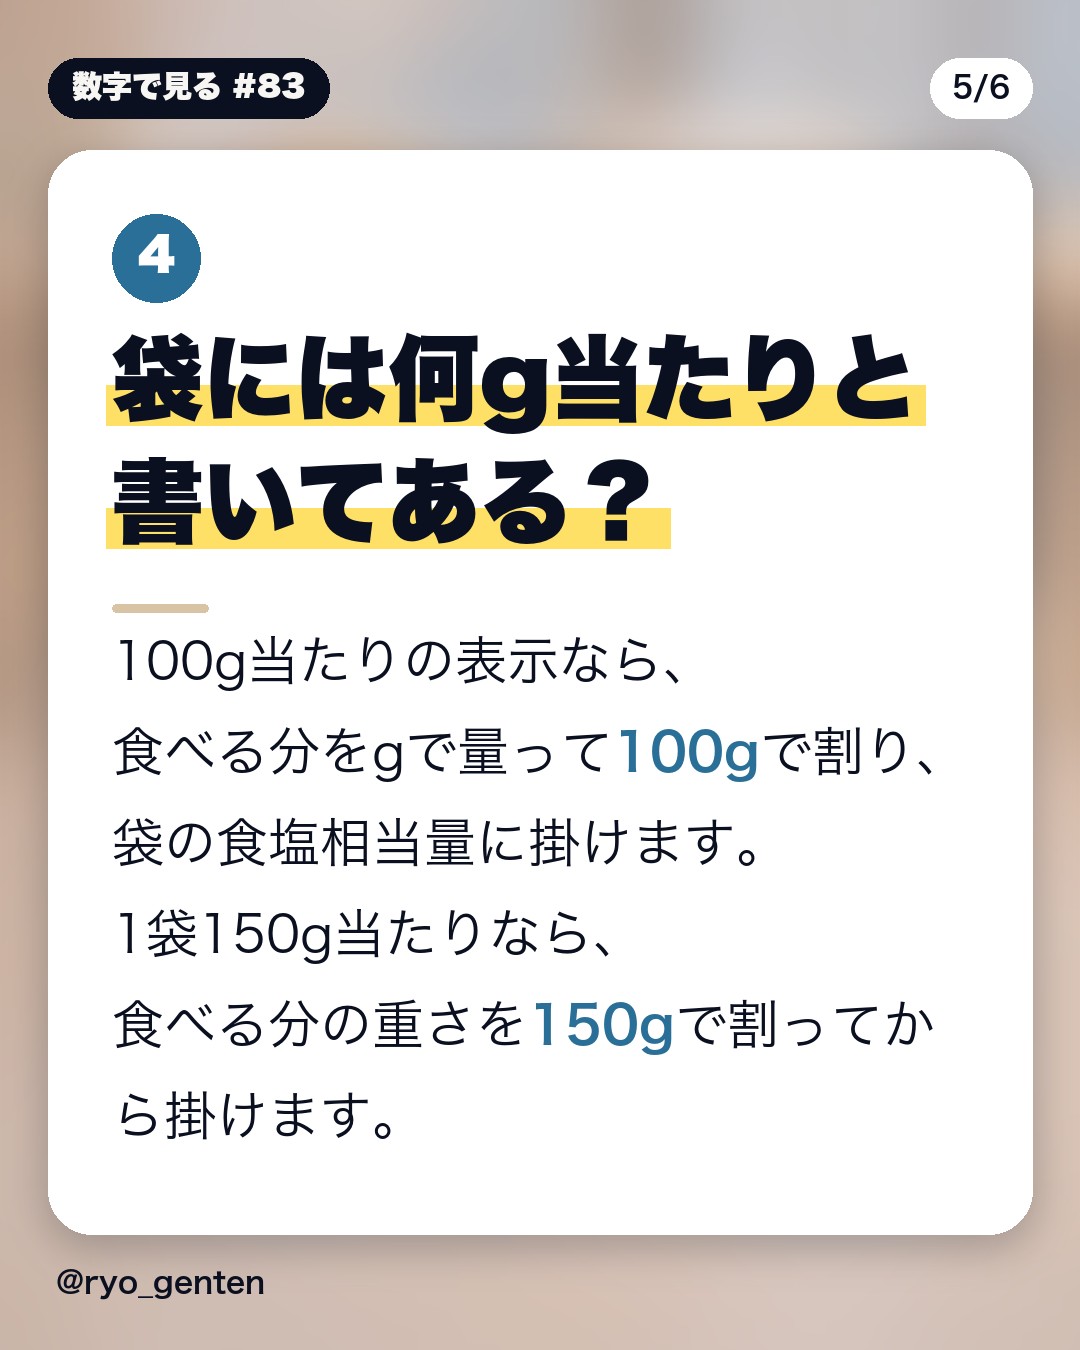 数字で見る #83
5/6
4
袋には何g当たりと
書いてある？
100g当たりの表示なら、
食べる分をgで量って100gで割り、
袋の食塩相当量に掛けます。
1袋150g当たりなら、
食べる分の重さを150gで割ってか
ら掛けます。
@ryo_genten